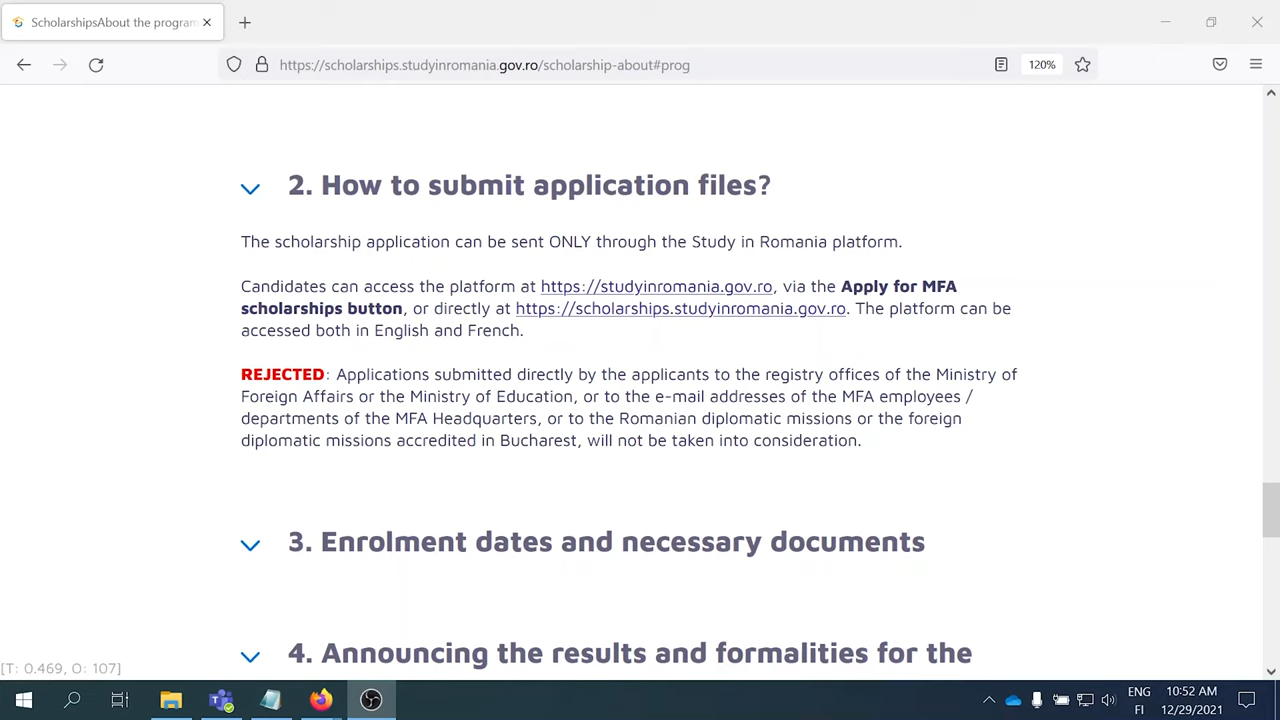 ScholarshipsAbout the program
https://scholarships.studyinromania.gov.ro/scholarship-about#prog
120%
2. How to submit application files?
The scholarship application can be sent ONLY through the Study in Romania platform.
Candidates can access the platform at https://studyinromania.gov.ro, via the Apply for MFA
scholarships button, or directly at https://scholarships.studyinromania.gov.ro. The platform can be
accessed both in English and French.
REJECTED: Applications submitted directly by the applicants to the registry offices of the Ministry of
Foreign Affairs or the Ministry of Education, or to the e-mail addresses of the MFA employees /
departments of the MFA Headquarters, or to the Romanian diplomatic missions or the foreign
diplomatic missions accredited in Bucharest, will not be taken into consideration.
3. Enrolment dates and necessary documents
4. Announcing the results and formalities for the
[T: 0.469, O: 107]
ENG
FI
10:52 AM
12/29/2021